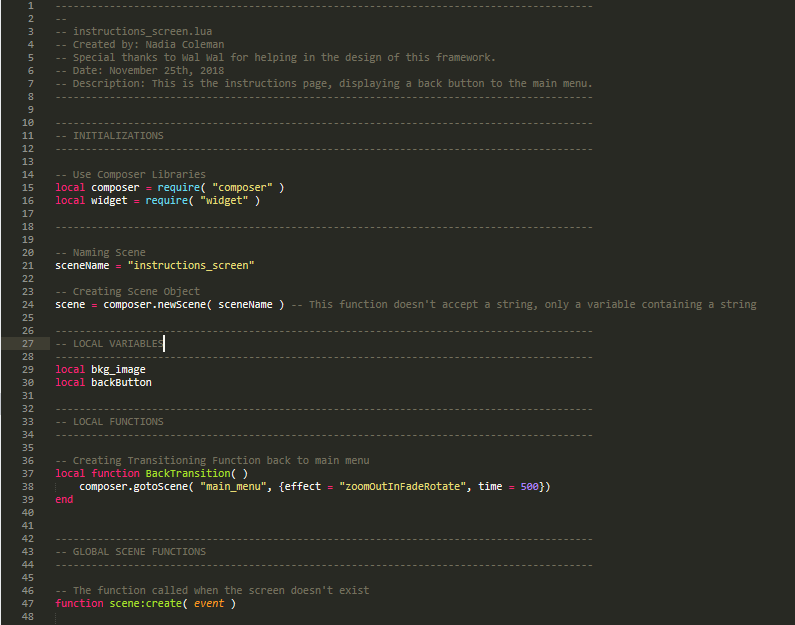 1 -----------------------------------------------------------------------------------------
2 --
3 -- instructions_screen.lua
4 -- Created by: Nadia Coleman
5 -- Special thanks to Wal Wal for helping in the design of this framework.
6 -- Date: November 25th, 2018
7 -- Description: This is the instructions page, displaying a back button to the main menu.
8 -----------------------------------------------------------------------------------------
9
10 -----------------------------------------------------------------------------------------
11 -- INITIALIZATIONS
12 -----------------------------------------------------------------------------------------
13
14 -- Use Composer Libraries
15 local composer = require( "composer" )
16 local widget = require( "widget" )
17
18 -----------------------------------------------------------------------------------------
19
20 -- Naming Scene
21 sceneName = "instructions_screen"
22
23 -- Creating Scene Object
24 scene = composer.newScene( sceneName ) -- This function doesn't accept a string, only a variable containing a string
25
26 -----------------------------------------------------------------------------------------
27 -- LOCAL VARIABLES
28 -----------------------------------------------------------------------------------------
29 local bkg_image
30 local backButton
31
32 -----------------------------------------------------------------------------------------
33 -- LOCAL FUNCTIONS
34 -----------------------------------------------------------------------------------------
35
36 -- Creating Transitioning Function back to main menu
37 local function BackTransition( )
38     composer.gotoScene( "main_menu", {effect = "zoomOutInFadeRotate", time = 500})
39 end
40
41
42 -----------------------------------------------------------------------------------------
43 -- GLOBAL SCENE FUNCTIONS
44 -----------------------------------------------------------------------------------------
45
46 -- The function called when the screen doesn't exist
47 function scene:create( event )
48